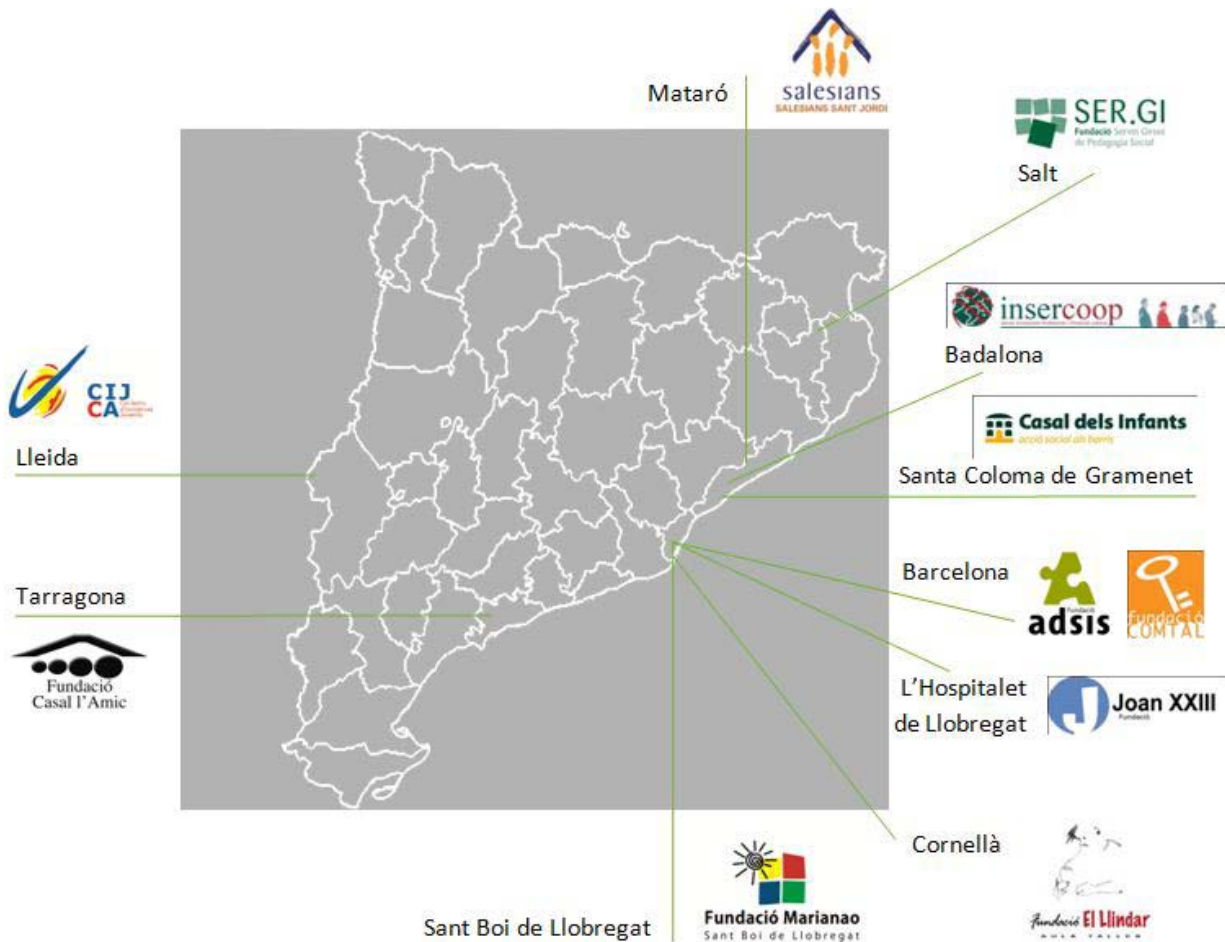 Mataró
salesians
SALESIANS SANT JORDI
SER.GI
Fundació Servei Gironí
de Pedagogia Social
Salt
insercoop
Badalona
Casal dels Infants
acció social als barris
Santa Coloma de Gramenet
CIJ
CA
Lleida
Barcelona
Fundació
adsis
fundació
COMTAL
Tarragona
Fundació
Casal l'Amic
L'Hospitalet
de Llobregat
J
Joan XXIII
Fundació
Cornellà
Fundació El Llindar
AULA TALLER
Sant Boi de Llobregat
Fundació Marianao
Sant Boi de Llobregat